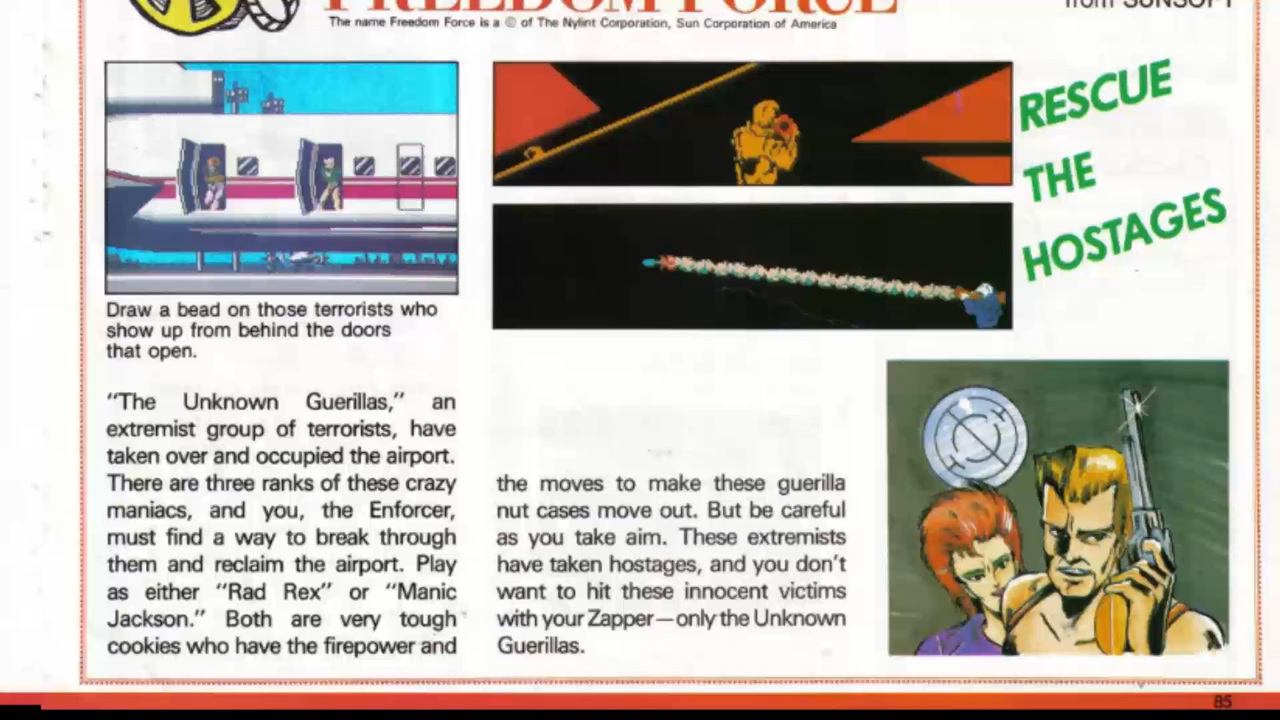 FREEDOM FORCE
from SUNSOFT
The name Freedom Force is a © of The Nylint Corporation, Sun Corporation of America
RESCUE
THE
HOSTAGES
Draw a bead on those terrorists who
show up from behind the doors
that open.
"The Unknown Guerillas," an
extremist group of terrorists, have
taken over and occupied the airport.
There are three ranks of these crazy
maniacs, and you, the Enforcer,
must find a way to break through
them and reclaim the airport. Play
as either "Rad Rex" or "Manic
Jackson." Both are very tough
cookies who have the firepower and
the moves to make these guerilla
nut cases move out. But be careful
as you take aim. These extremists
have taken hostages, and you don't
want to hit these innocent victims
with your Zapper—only the Unknown
Guerillas.
85